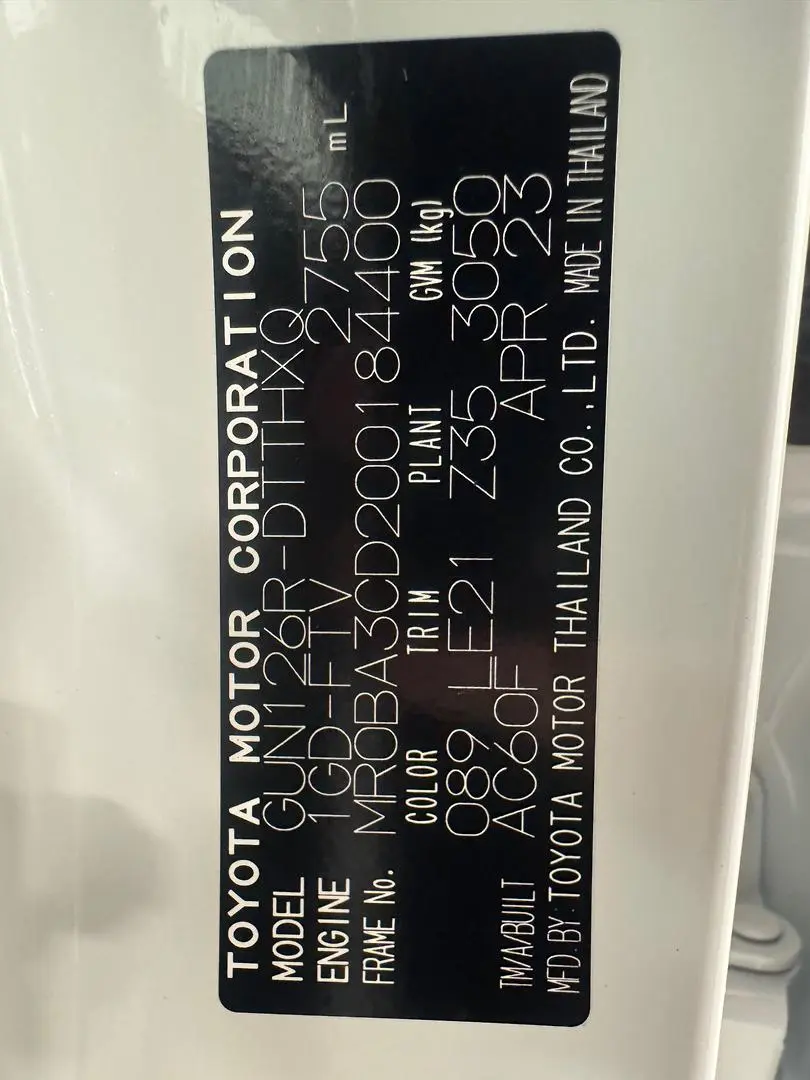 TOYOTA MOTOR CORPORATION
MODEL GUN126R-DTTHXQ
ENGINE 1GD-FTV 2755 mL
FRAME No. MR0BA3CD200184400
COLOR TRIM PLANT GVM (kg)
089 LE21 Z35 3050
TM/A/BUILT AC60F APR 23
MFD.BY:TOYOTA MOTOR THAILAND CO.,LTD. MADE IN THAILAND